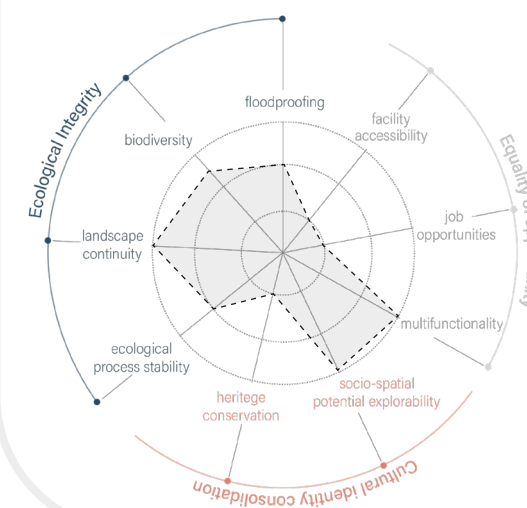 Ecological Integrity
floodproofing
facility
accessibility
biodiversity
job
opportunities
landscape
continuity
multifunctionality
ecological
process stability
heritege
conservation
socio-spatial
potential explorability
Cultural identity consolidation
Equality